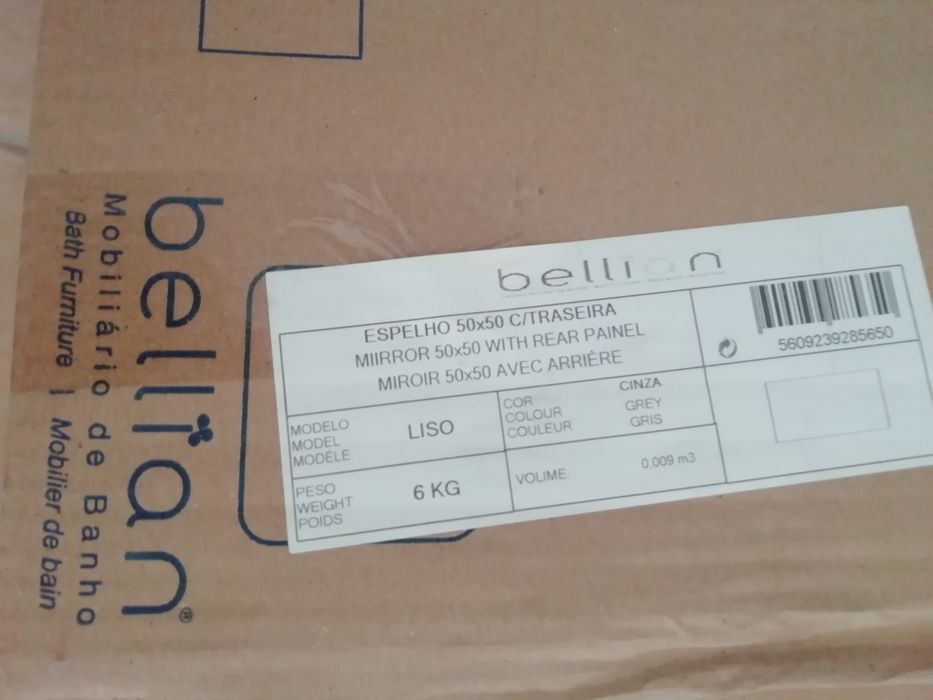 bellian®
Mobiliário de Banho
Bath Furniture | Mobilier de bain
bellian
ESPELHO 50x50 C/TRASEIRA
MIIRROR 50x50 WITH REAR PAINEL
MIROIR 50x50 AVEC ARRIÈRE
5609239285650
MODELO
MODEL
MODÈLE
LISO
COR
COLOUR
COULEUR
CINZA
GREY
GRIS
PESO
WEIGHT
POIDS
6 KG
VOLIME
0,009 m3